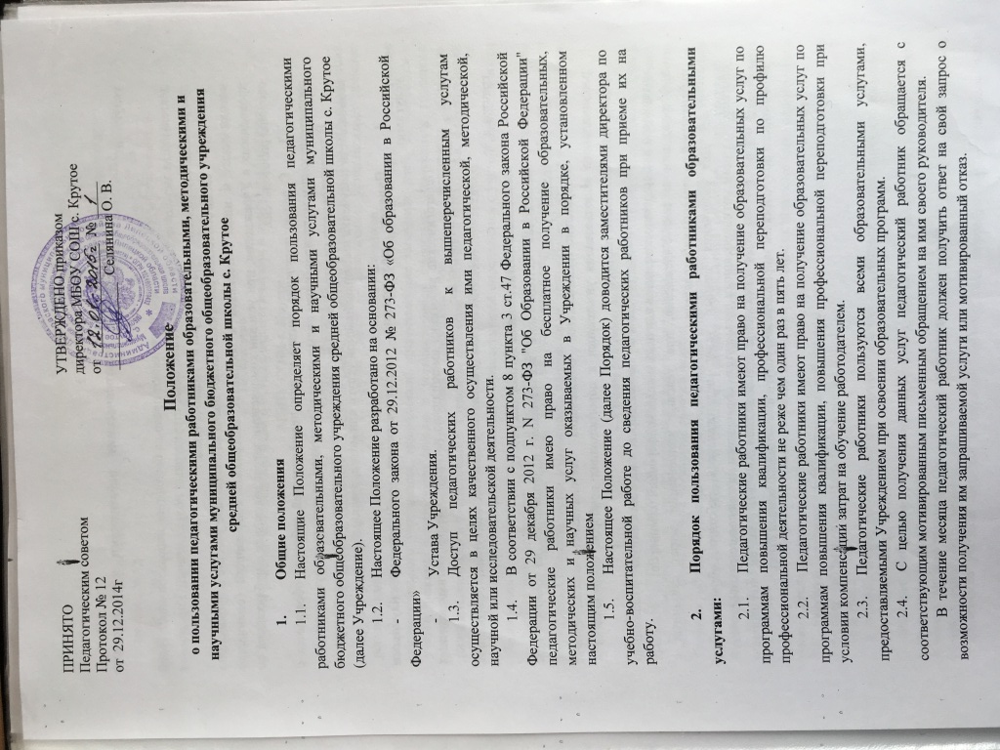 ПРИНЯТО
Педагогическим советом
Протокол № 12
от 29.12.2014г
УТВЕРЖДЕНО приказом
директора МБОУ СОШ с. Крутое
от № 1
Селянина О. В.
Положение
о пользовании педагогическими работниками образовательными, методическими и
научными услугами муниципального бюджетного общеобразовательного учреждения
средней общеобразовательной школы с. Крутое
1. Общие положения
1.1. Настоящие Положение определяет порядок пользования педагогическими
работниками образовательными, методическими и научными услугами муниципального
бюджетного общеобразовательного учреждения средней общеобразовательной школы с. Крутое
(далее Учреждение).
1.2. Настоящее Положение разработано на основании:
- Федерального закона от 29.12.2012 № 273-ФЗ «Об образовании в Российской
Федерации»
- Устава Учреждения.
1.3. Доступ педагогических работников к вышеперечисленным услугам
осуществляется в целях качественного осуществления ими педагогической, методической,
научной или исследовательской деятельности.
1.4. В соответствии с подпунктом 8 пункта 3 ст.47 Федерального закона Российской
Федерации от 29 декабря 2012 г. N 273-ФЗ "Об Образовании в Российской Федерации"
педагогические работники имею право на бесплатное получение образовательных,
методических и научных услуг оказываемых в Учреждении в порядке, установленном
настоящим положением
1.5. Настоящее Положение (далее Порядок) доводится заместителями директора по
учебно-воспитательной работе до сведения педагогических работников при приеме их на
работу.
2. Порядок пользования педагогическими работниками образовательными
услугами:
2.1. Педагогические работники имеют право на получение образовательных услуг по
программам повышения квалификации, профессиональной переподготовки по профилю
профессиональной деятельности не реже чем один раз в пять лет.
2.2. Педагогические работники имеют право на получение образовательных услуг по
программам повышения квалификации, повышения профессиональной переподготовки при
условии компенсаций затрат на обучение работодателем.
2.3. Педагогические работники пользуются всеми образовательными услугами,
предоставляемыми Учреждением при освоении образовательных программ.
2.4. С целью получения данных услуг педагогический работник обращается с
соответствующим мотивированным письменным обращением на имя своего руководителя.
В течение месяца педагогический работник должен получить ответ на свой запрос о
возможности получения им запрашиваемой услуги или мотивированный отказ.